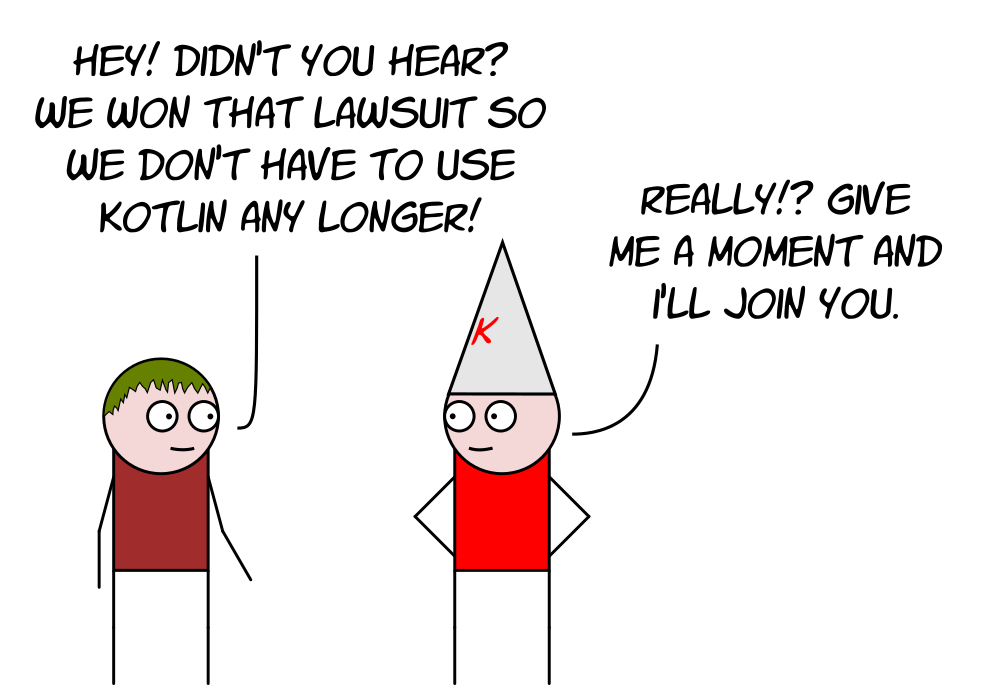 HEY! DIDN'T YOU HEAR?
WE WON THAT LAWSUIT SO
WE DON'T HAVE TO USE
KOTLIN ANY LONGER!
REALLY!? GIVE
ME A MOMENT AND
I'LL JOIN YOU.
K